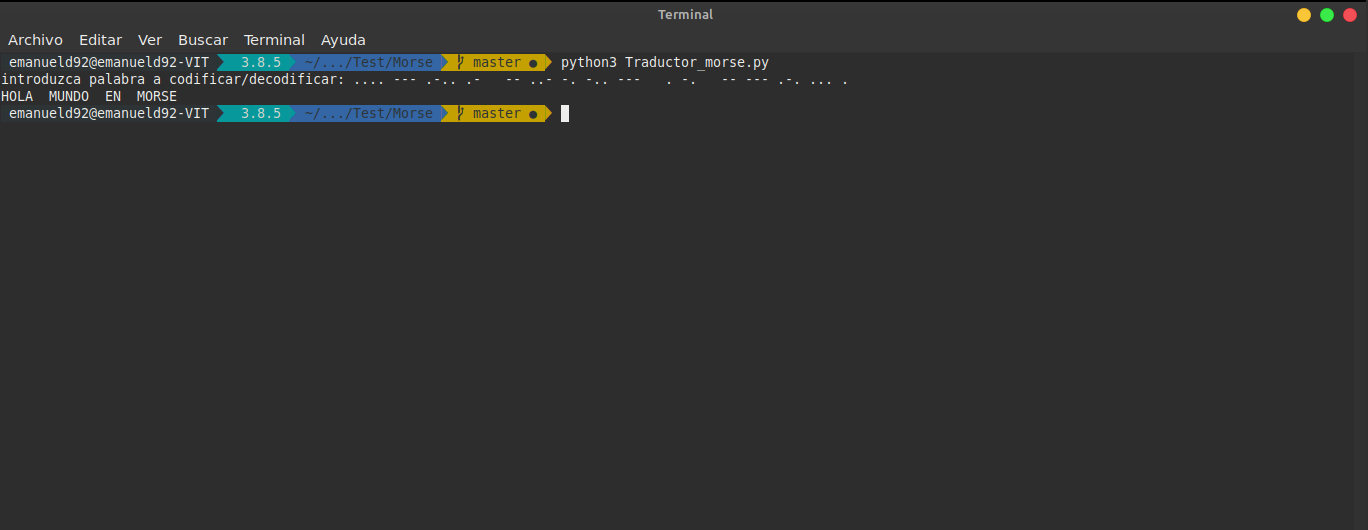 Terminal
Archivo Editar Ver Buscar Terminal Ayuda
emanueld92@emanueld92-VIT 3.8.5 ~/.../Test/Morse master ● python3 Traductor_morse.py
introduzca palabra a codificar/decodificar: .... --- .-.. .-   -- ..- -. -.. ---   . -.   -- --- .-. ... .
HOLA  MUNDO  EN  MORSE
emanueld92@emanueld92-VIT 3.8.5 ~/.../Test/Morse master ●